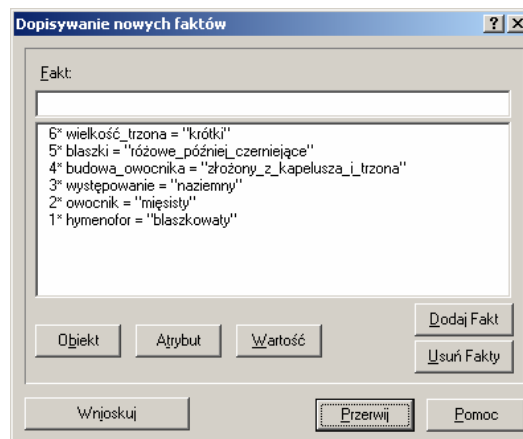 Dopisywanie nowych faktów
Fakt:
6* wielkość_trzona = "krótki"
5* blaszki = "różowe_później_czerniejące"
4* budowa_owocnika = "złożony_z_kapelusza_i_trzona"
3* występowanie = "naziemny"
2* owocnik = "mięsisty"
1* hymenofor = "blaszkowaty"
Dodaj Fakt
Obiekt Atrybut Wartość
Usuń Fakty
Wnioskuj Przerwij Pomoc